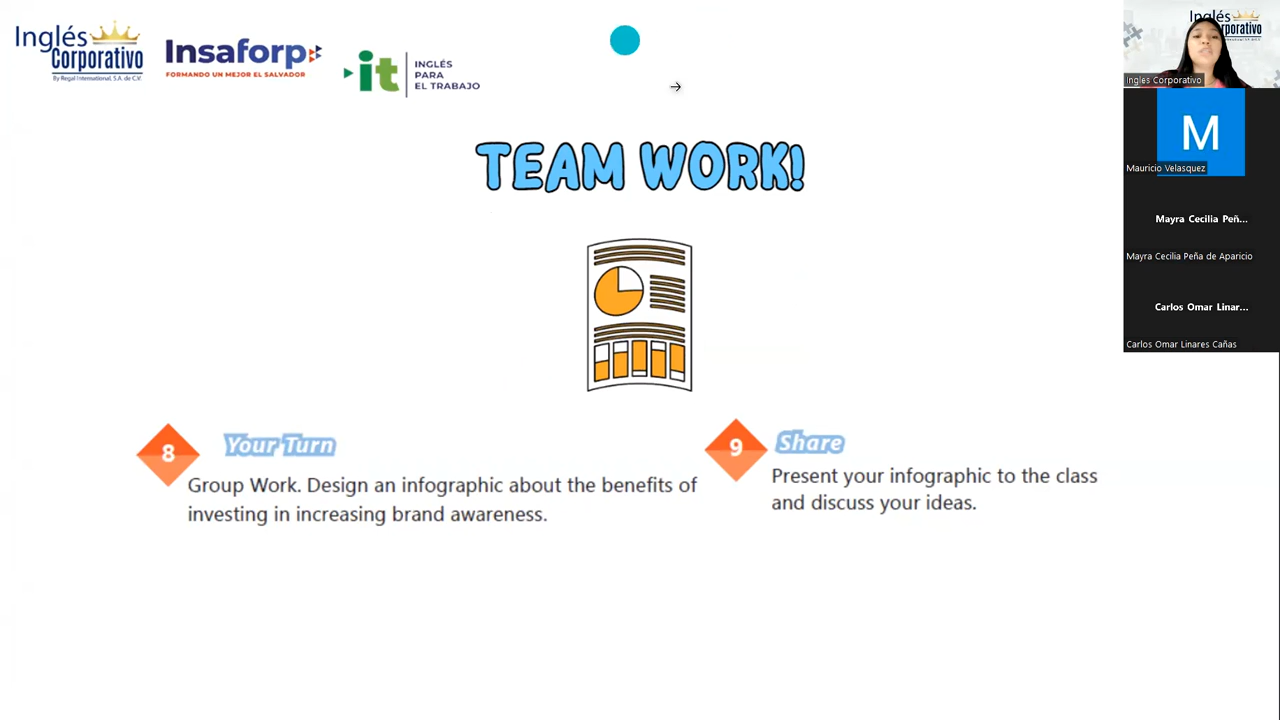 Inglés
Corporativo
By Regal International, S.A. de C.V.
Insaforp
FORMANDO UN MEJOR EL SALVADOR
it
INGLÉS
PARA
EL TRABAJO
TEAM WORK!
8
Your Turn
Group Work. Design an infographic about the benefits of
investing in increasing brand awareness.
9
Share
Present your infographic to the class
and discuss your ideas.
Inglés
Corporativo
Ingles Corporativo
M
Mauricio Velasquez
Mayra Cecilia Peñ...
Mayra Cecilia Peña de Aparicio
Carlos Omar Linar...
Carlos Omar Linares Cañas